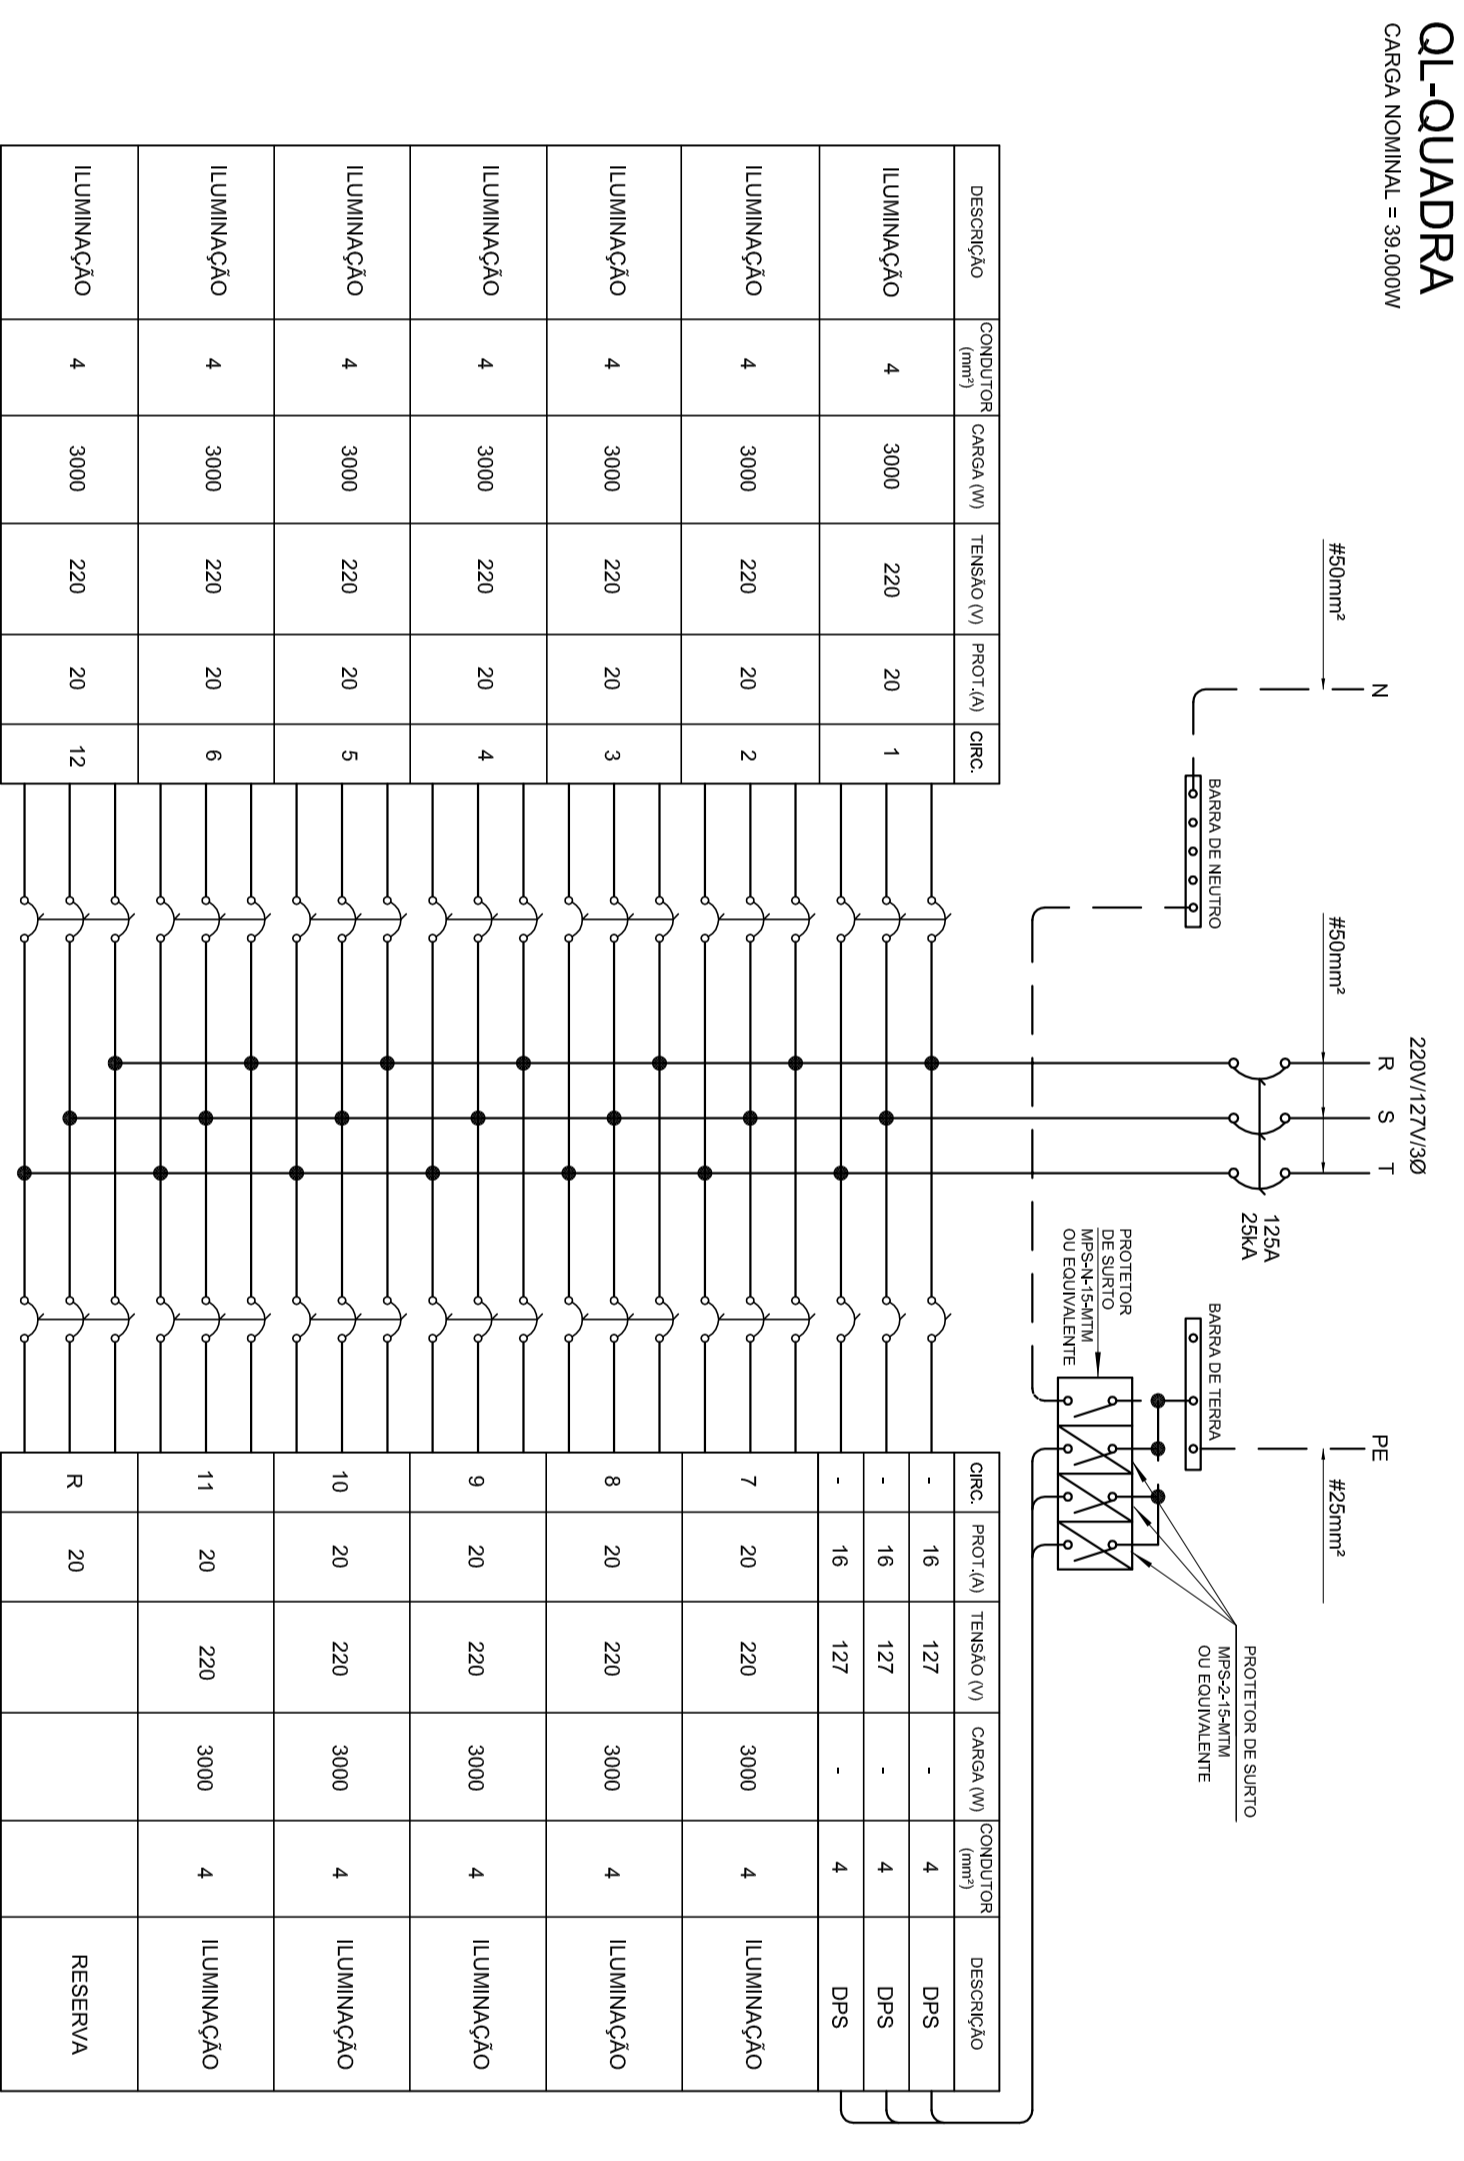 QL-QUADRA
CARGA NOMINAL = 39.000W
220V/127V/3Ø
N
R
S
T
PE
#50mm²
#50mm²
#25mm²
125A
25kA
BARRA DE NEUTRO
BARRA DE TERRA
PROTETOR DE SURTO
MPS-2-15-MTM
OU EQUIVALENTE
PROTETOR
DE SURTO
MPS-N-15-MTM
OU EQUIVALENTE
DESCRIÇÃO CONDUTOR (mm²) CARGA (W) TENSÃO (V) PROT.(A) CIRC.
ILUMINAÇÃO 4 3000 220 20 1
ILUMINAÇÃO 4 3000 220 20 2
ILUMINAÇÃO 4 3000 220 20 3
ILUMINAÇÃO 4 3000 220 20 4
ILUMINAÇÃO 4 3000 220 20 5
ILUMINAÇÃO 4 3000 220 20 6
ILUMINAÇÃO 4 3000 220 20 12
CIRC. PROT.(A) TENSÃO (V) CARGA (W) CONDUTOR (mm²) DESCRIÇÃO
- 16 127 - 4 DPS
- 16 127 - 4 DPS
- 16 127 - 4 DPS
7 20 220 3000 4 ILUMINAÇÃO
8 20 220 3000 4 ILUMINAÇÃO
9 20 220 3000 4 ILUMINAÇÃO
10 20 220 3000 4 ILUMINAÇÃO
11 20 220 3000 4 ILUMINAÇÃO
R 20 RESERVA